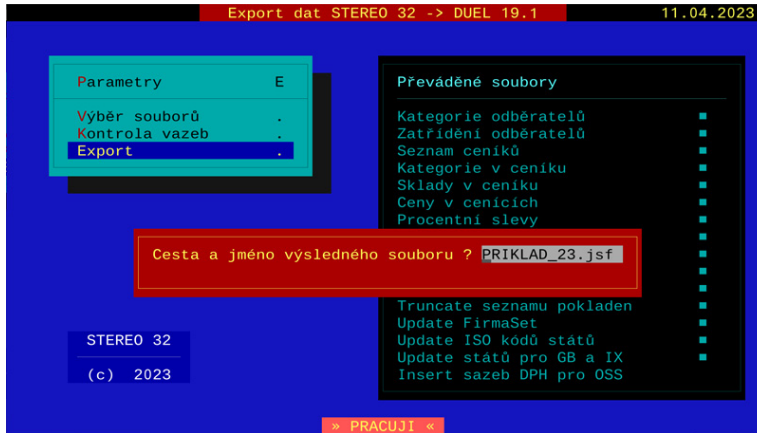 Export dat STEREO 32 -> DUEL 19.1 11.04.2023
Parametry E
Výběr souborů .
Kontrola vazeb .
Export .
Převáděné soubory
Kategorie odběratelů
Zatřídění odběratelů
Seznam ceníků
Kategorie v ceníku
Sklady v ceníku
Ceny v cenících
Procentní slevy
Cesta a jméno výsledného souboru ? PRIKLAD_23.jsf
Truncate seznamu pokladen
Update FirmaSet
Update ISO kódů států
Update států pro GB a IX
Insert sazeb DPH pro OSS
STEREO 32
(c) 2023
» PRACUJI «